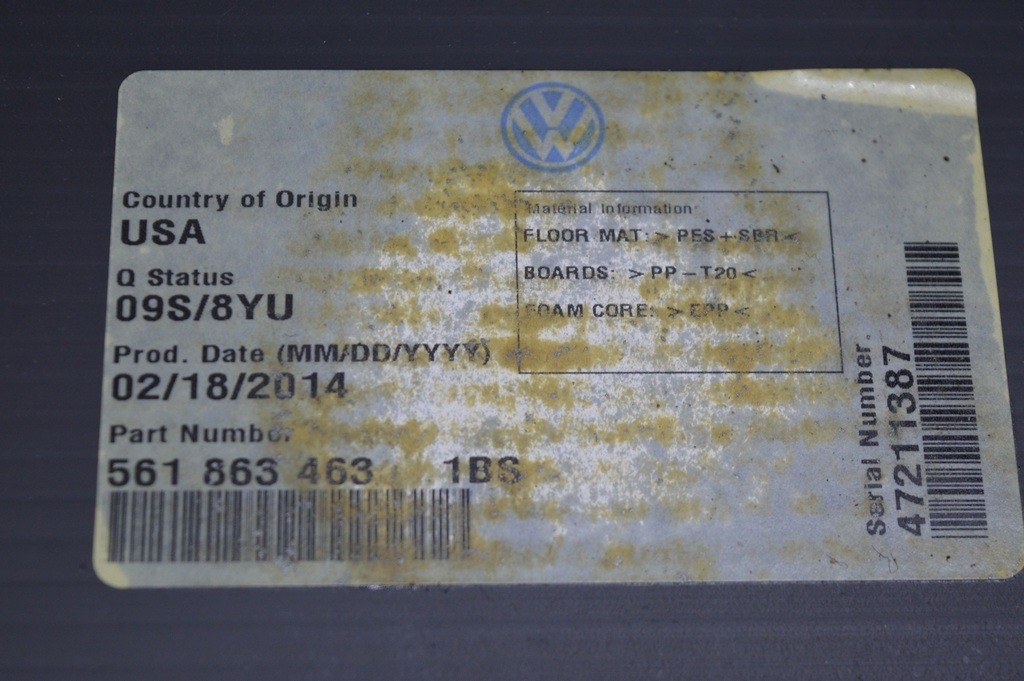 Country of Origin
USA
Q Status
09S/8YU
Prod. Date (MM/DD/YYYY)
02/18/2014
Part Number
561 863 463 1BS
Material Information
FLOOR MAT: > PES+SBR <
BOARDS: > PP-T20 <
FOAM CORE: > EPP <
Serial Number.
47211387